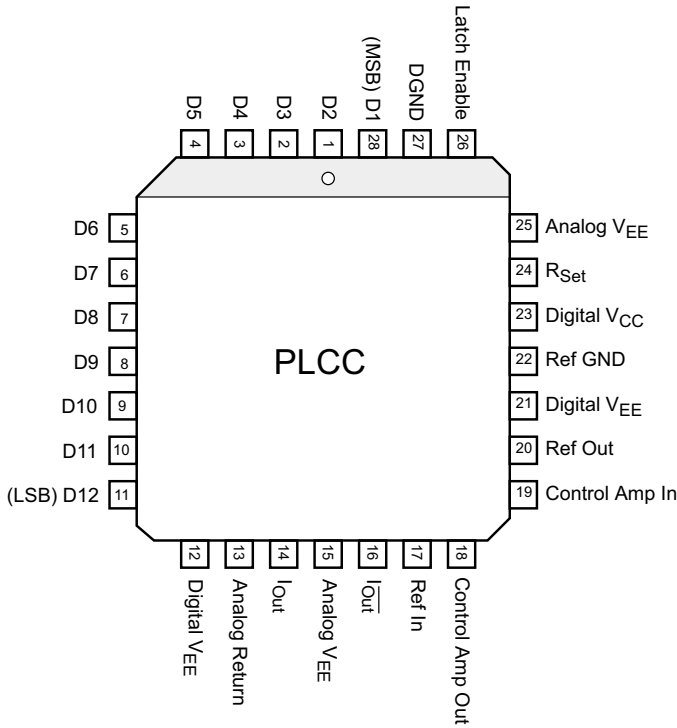 D5
D4
D3
D2
(MSB) D1
DGND
Latch Enable
4
3
2
1
28
27
26
D6 5
D7 6
D8 7
D9 8
D10 9
D11 10
(LSB) D12 11
PLCC
25 Analog VEE
24 RSet
23 Digital VCC
22 Ref GND
21 Digital VEE
20 Ref Out
19 Control Amp In
12
13
14
15
16
17
18
Digital VEE
Analog Return
IOut
Analog VEE
I̅O̅u̅t̅
Ref In
Control Amp Out